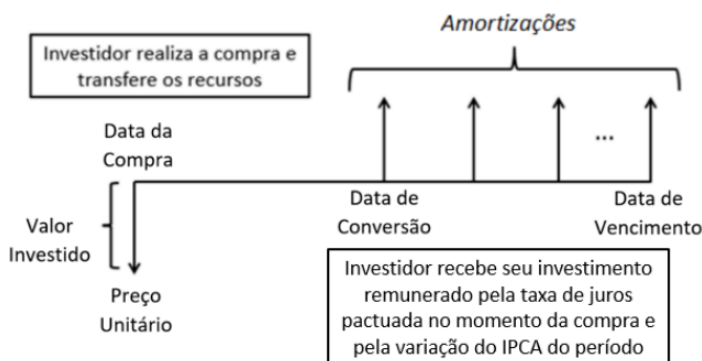 Amortizações
Investidor realiza a compra e
transfere os recursos
Data da
Compra
...
Valor
Investido
Data de
Conversão
Data de
Vencimento
Preço
Unitário
Investidor recebe seu investimento
remunerado pela taxa de juros
pactuada no momento da compra e
pela variação do IPCA do período